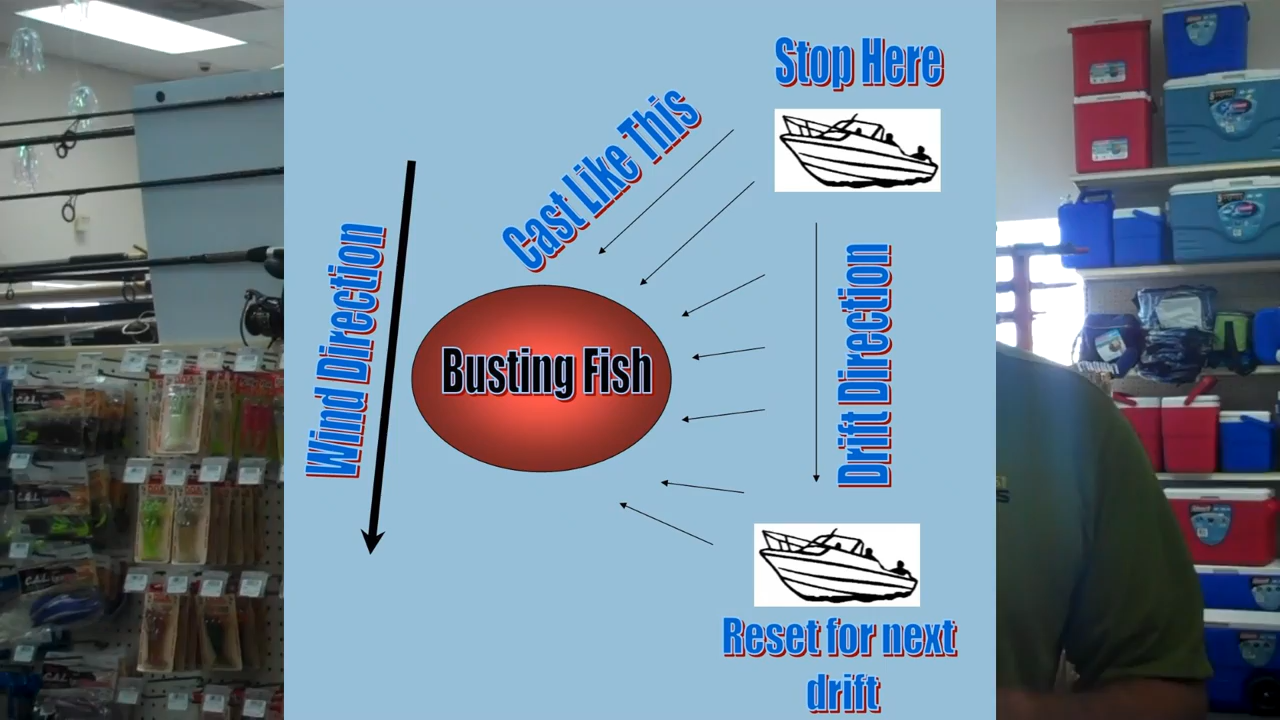 Stop Here
Cast Like This
Wind Direction
Busting Fish
Drift Direction
Reset for next
drift